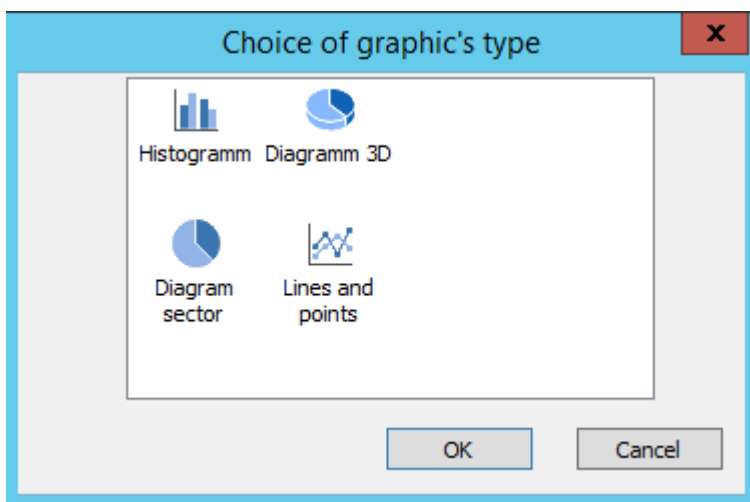 Choice of graphic's type
x
Histogramm Diagramm 3D
Diagram
sector
Lines and
points
OK Cancel